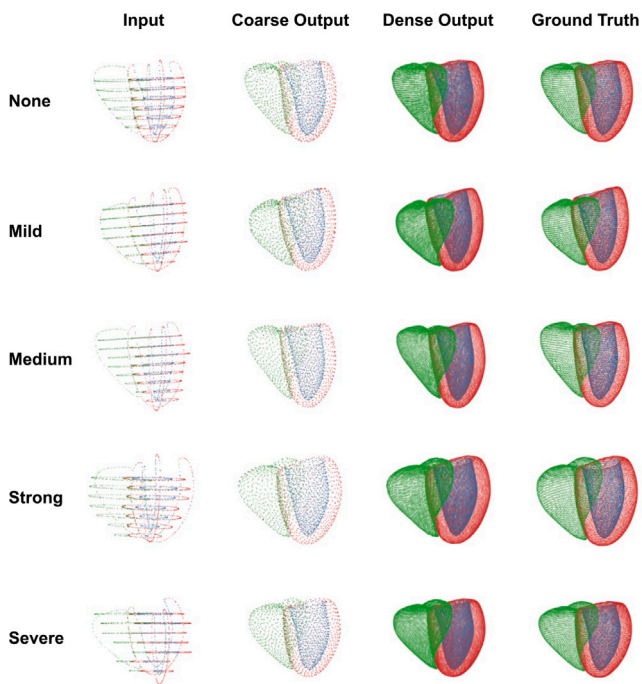 Input Coarse Output Dense Output Ground Truth
None
Mild
Medium
Strong
Severe